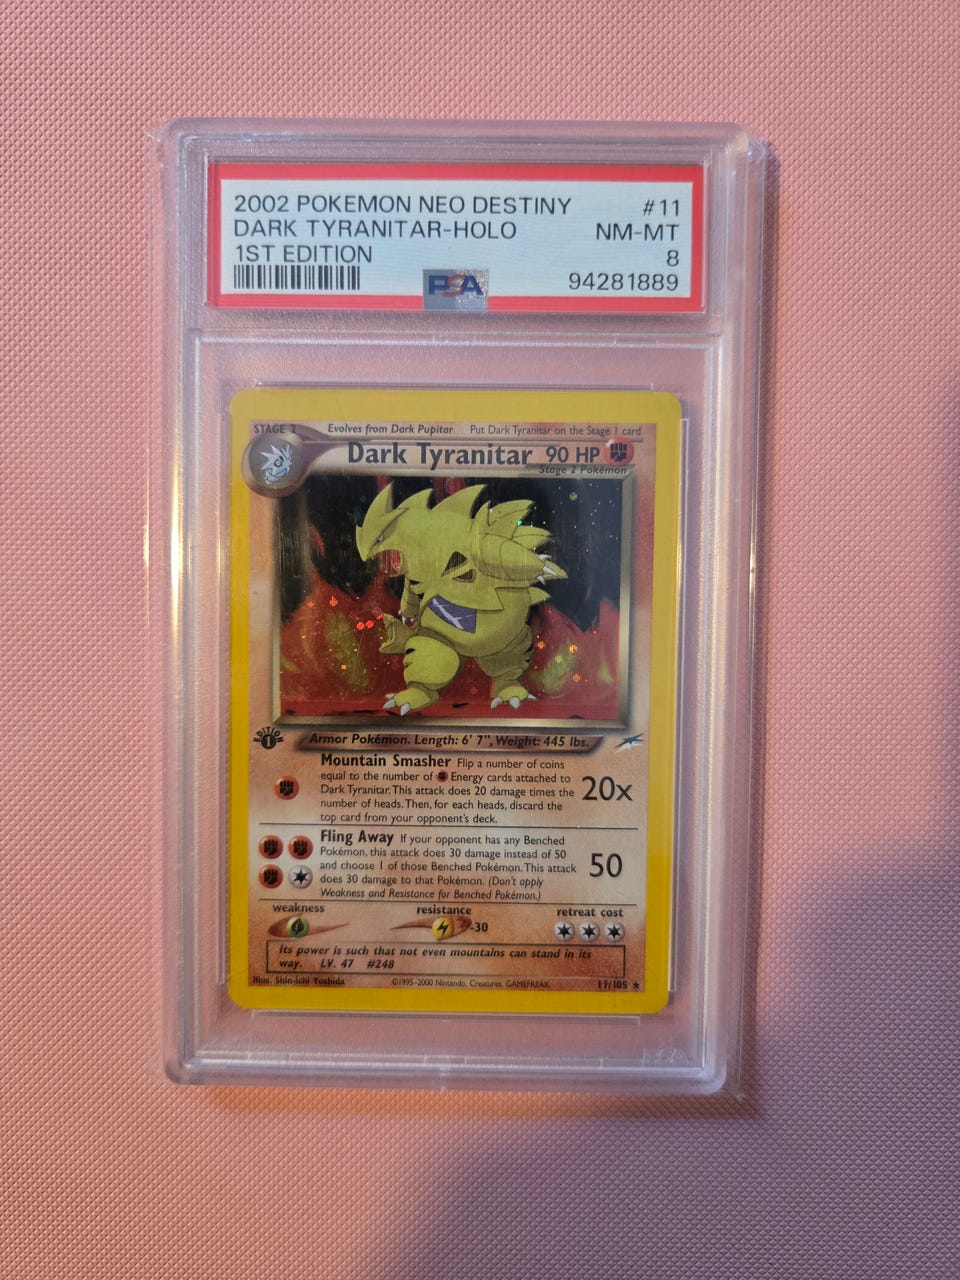 2002 POKEMON NEO DESTINY #11
DARK TYRANITAR-HOLO NM-MT
1ST EDITION 8
PSA 94281889
STAGE 2 Evolves from Dark Pupitar Put Dark Tyranitar on the Stage 1 card
Dark Tyranitar 90 HP
Stage 2 Pokémon
EDITION 1
Armor Pokémon. Length: 6' 7", Weight: 445 lbs.
Mountain Smasher Flip a number of coins
equal to the number of Energy cards attached to
Dark Tyranitar. This attack does 20 damage times the
number of heads. Then, for each heads, discard the
top card from your opponent's deck.
20x
Fling Away If your opponent has any Benched
Pokémon, this attack does 30 damage instead of 50
and choose 1 of those Benched Pokémon. This attack
does 30 damage to that Pokémon. (Don't apply
Weakness and Resistance for Benched Pokémon.)
50
weakness resistance retreat cost
-30
Its power is such that not even mountains can stand in its
way. LV. 47 #248
Illus. Shin-ichi Yoshida ©1995-2000 Nintendo, Creatures, GAMEFREAK. 11/105 ★